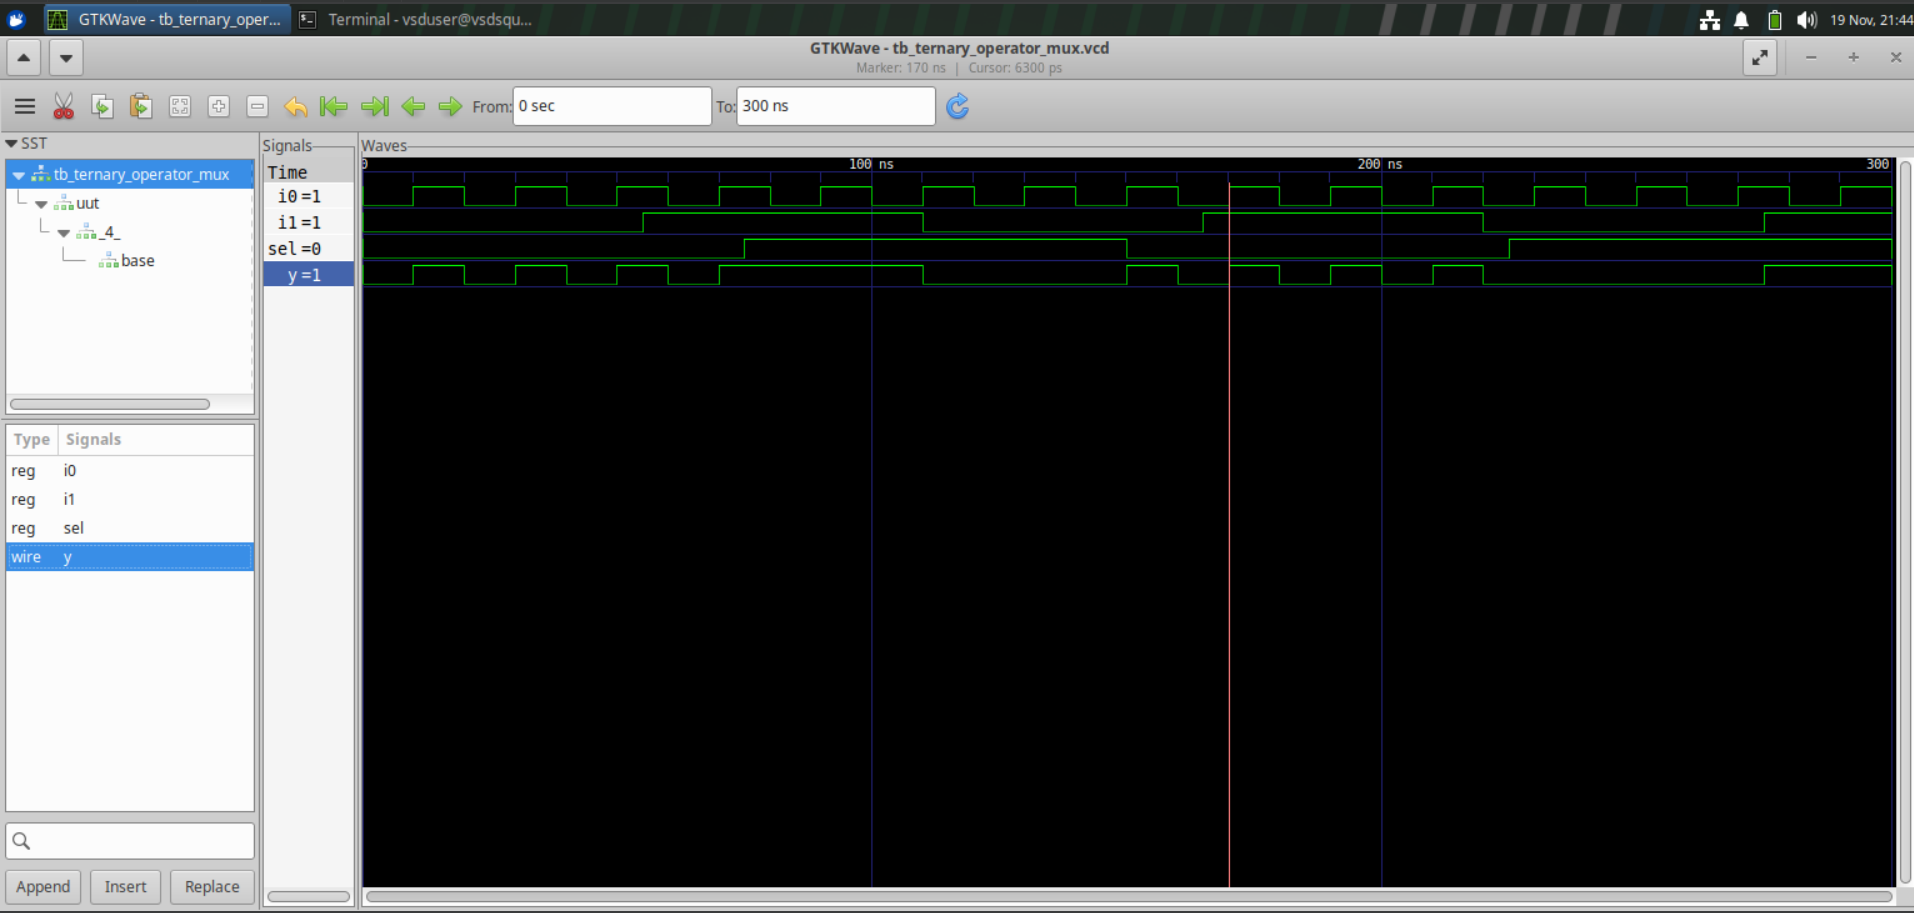 GTKWave - tb_ternary_oper...
Terminal - vsduser@vsdsqu...
19 Nov, 21:44
GTKWave - tb_ternary_operator_mux.vcd
Marker: 170 ns | Cursor: 6300 ps
From: 0 sec To: 300 ns
SST
tb_ternary_operator_mux
uut
_4_
base
Type Signals
reg i0
reg i1
reg sel
wire y
Append Insert Replace
Signals
Time
i0 =1
i1 =1
sel =0
y =1
Waves
0 100 ns 200 ns 300